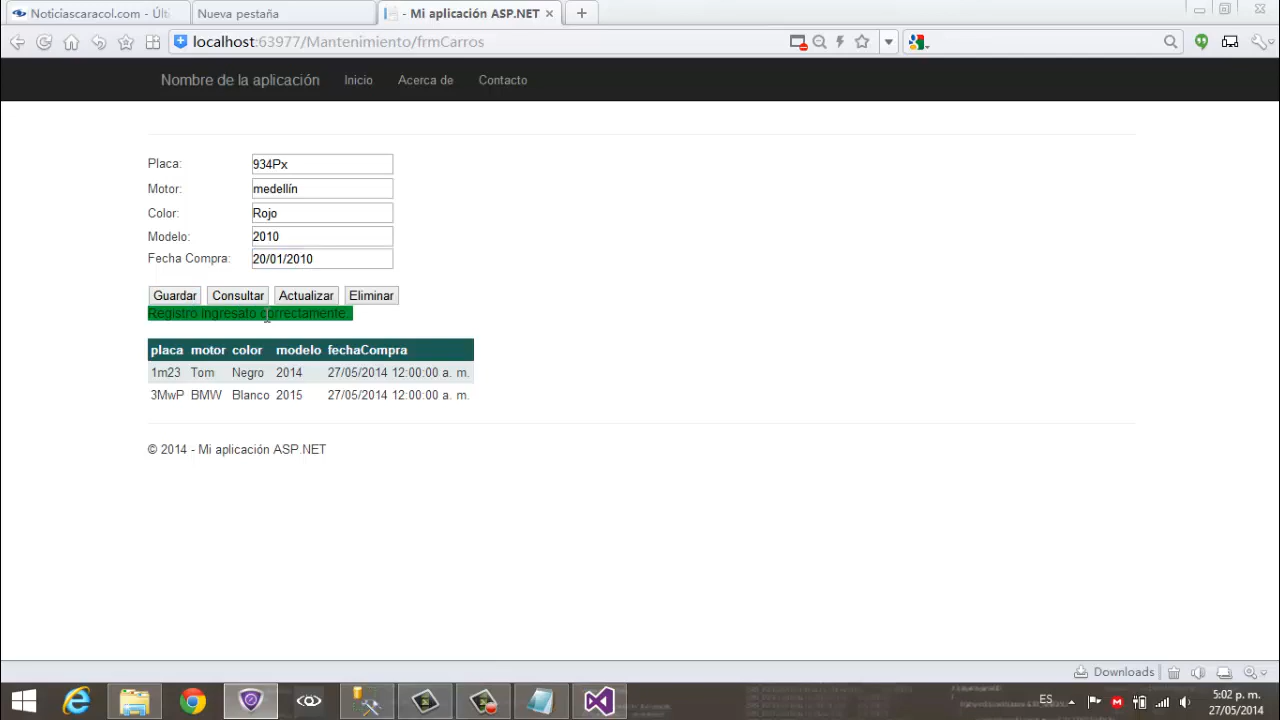 Noticiascaracol.com - Últi
Nueva pestaña
- Mi aplicación ASP.NET
localhost:63977/Mantenimiento/frmCarros
Nombre de la aplicación Inicio Acerca de Contacto
Placa: 934Px
Motor: medellín
Color: Rojo
Modelo: 2010
Fecha Compra: 20/01/2010
Guardar Consultar Actualizar Eliminar
Registro ingresato correctamente.
placa motor color modelo fechaCompra
1m23 Tom Negro 2014 27/05/2014 12:00:00 a. m.
3MwP BMW Blanco 2015 27/05/2014 12:00:00 a. m.
© 2014 - Mi aplicación ASP.NET
Downloads
ES
5:02 p. m.
27/05/2014